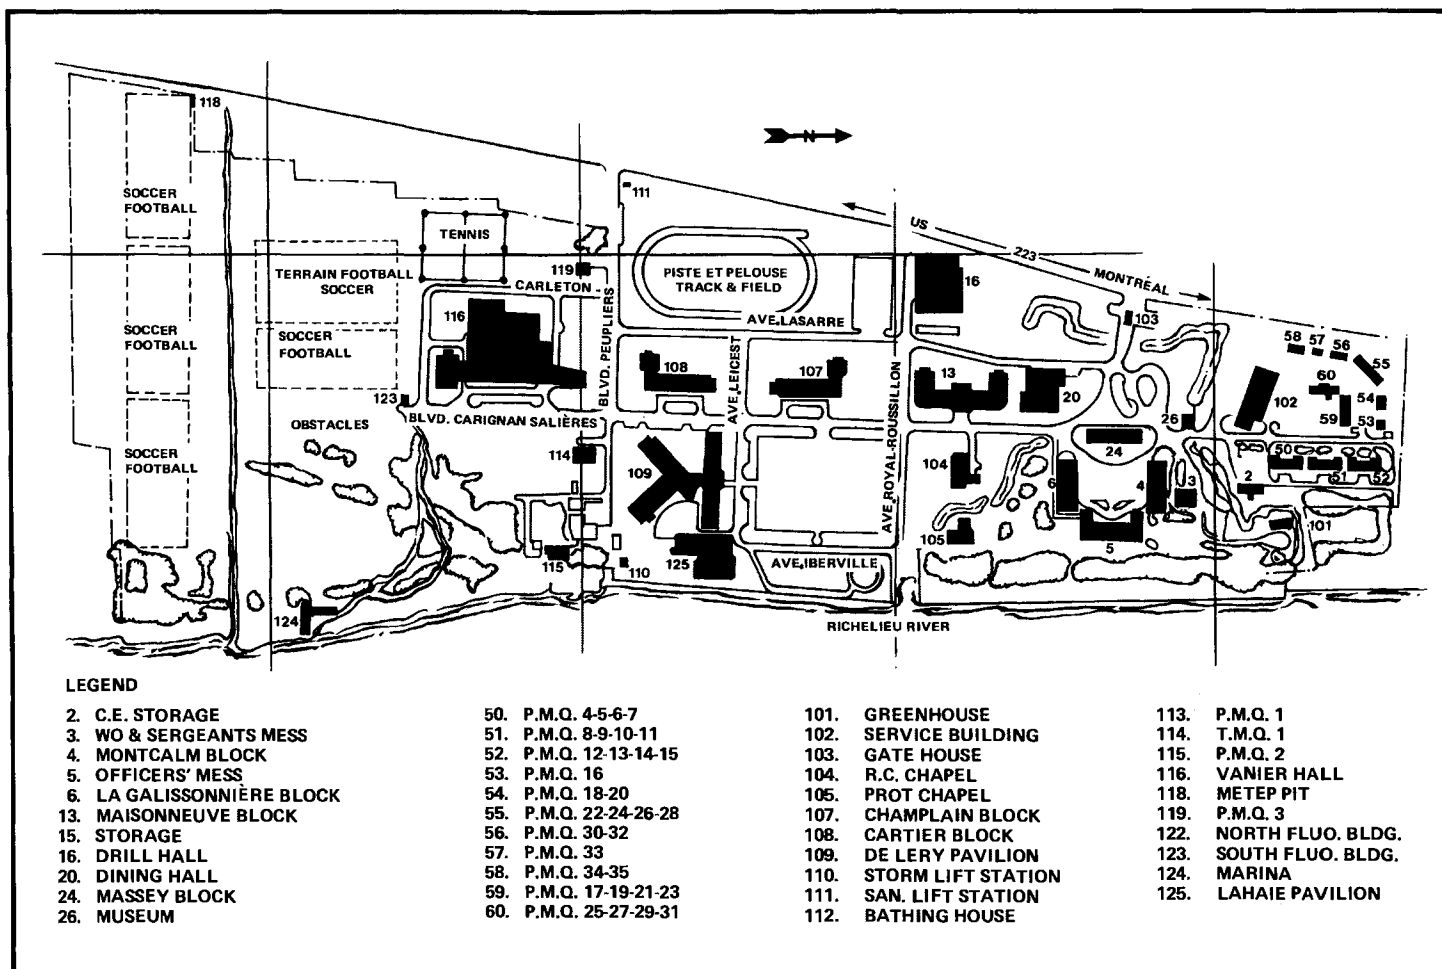 118
N
111
SOCCER
FOOTBALL
US
223
MONTRÉAL
TENNIS
119
CARLETON
TERRAIN FOOTBALL
SOCCER
PISTE ET PELOUSE
TRACK & FIELD
16
BLVD. PEUPLIERS
116
AVE. LASARRE
103
SOCCER
FOOTBALL
SOCCER
FOOTBALL
58
57
56
55
108
AVE. LEICEST
107
AVE. ROYAL-ROUSSILLON
13
20
60
54
59
53
102
26
123
BLVD. CARIGNAN SALIÈRES
OBSTACLES
24
SOCCER
FOOTBALL
114
109
104
6
4
3
2
50
51
52
101
105
5
115
110
125
AVE. IBERVILLE
124
RICHELIEU RIVER
LEGEND
2. C.E. STORAGE
3. WO & SERGEANTS MESS
4. MONTCALM BLOCK
5. OFFICERS' MESS
6. LA GALISSONNIÈRE BLOCK
13. MAISONNEUVE BLOCK
15. STORAGE
16. DRILL HALL
20. DINING HALL
24. MASSEY BLOCK
26. MUSEUM
50. P.M.Q. 4-5-6-7
51. P.M.Q. 8-9-10-11
52. P.M.Q. 12-13-14-15
53. P.M.Q. 16
54. P.M.Q. 18-20
55. P.M.Q. 22-24-26-28
56. P.M.Q. 30-32
57. P.M.Q. 33
58. P.M.Q. 34-35
59. P.M.Q. 17-19-21-23
60. P.M.Q. 25-27-29-31
101. GREENHOUSE
102. SERVICE BUILDING
103. GATE HOUSE
104. R.C. CHAPEL
105. PROT CHAPEL
107. CHAMPLAIN BLOCK
108. CARTIER BLOCK
109. DE LERY PAVILION
110. STORM LIFT STATION
111. SAN. LIFT STATION
112. BATHING HOUSE
113. P.M.Q. 1
114. T.M.Q. 1
115. P.M.Q. 2
116. VANIER HALL
118. METEP PIT
119. P.M.Q. 3
122. NORTH FLUO. BLDG.
123. SOUTH FLUO. BLDG.
124. MARINA
125. LAHAIE PAVILION